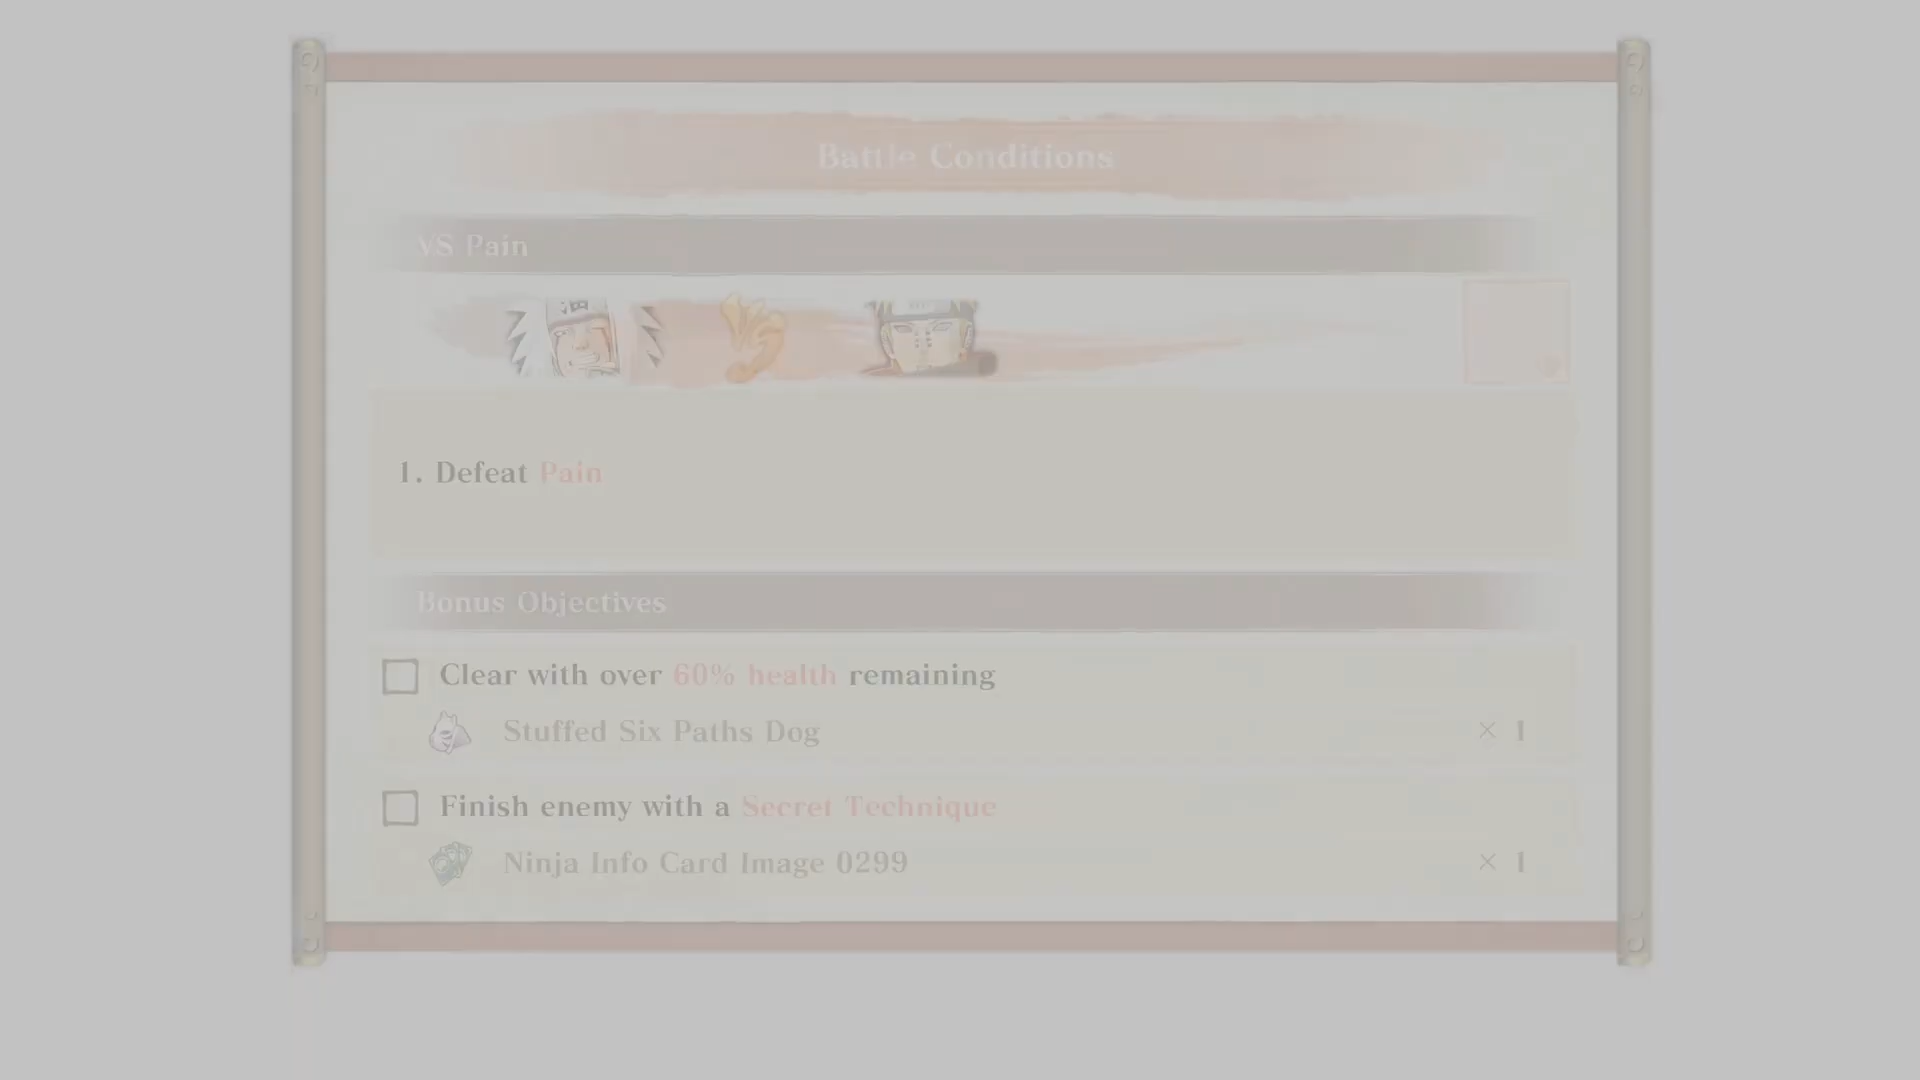 Battle Conditions
VS Pain
油
1. Defeat Pain
Bonus Objectives
Clear with over 60% health remaining
Stuffed Six Paths Dog × 1
Finish enemy with a Secret Technique
Ninja Info Card Image 0299 × 1